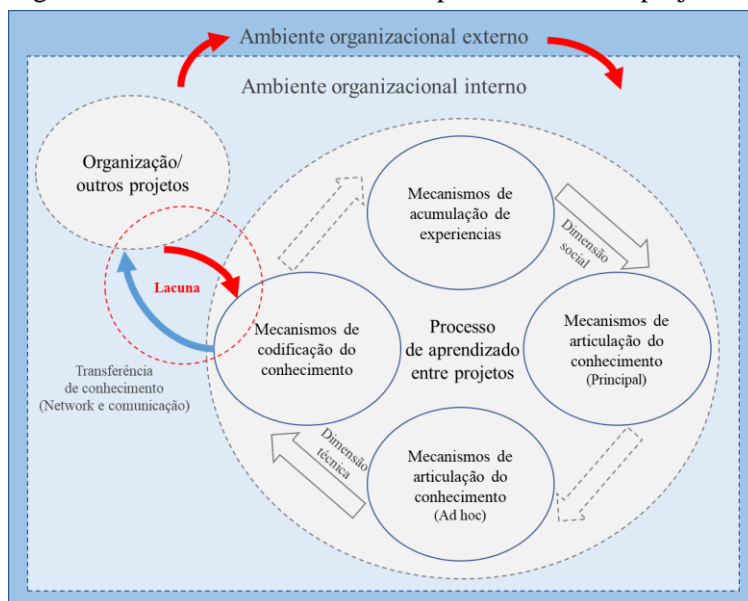 Ambiente organizacional externo
Ambiente organizacional interno
Organização/
outros projetos
Mecanismos de
acumulação de
experiencias
Dimensão
social
Lacuna
Mecanismos de
codificação do
conhecimento
Processo
de aprendizado
entre projetos
Mecanismos de
articulação do
conhecimento
(Principal)
Transferência
de conhecimento
(Network e comunicação)
Dimensão
técnica
Mecanismos de
articulação do
conhecimento
(Ad hoc)